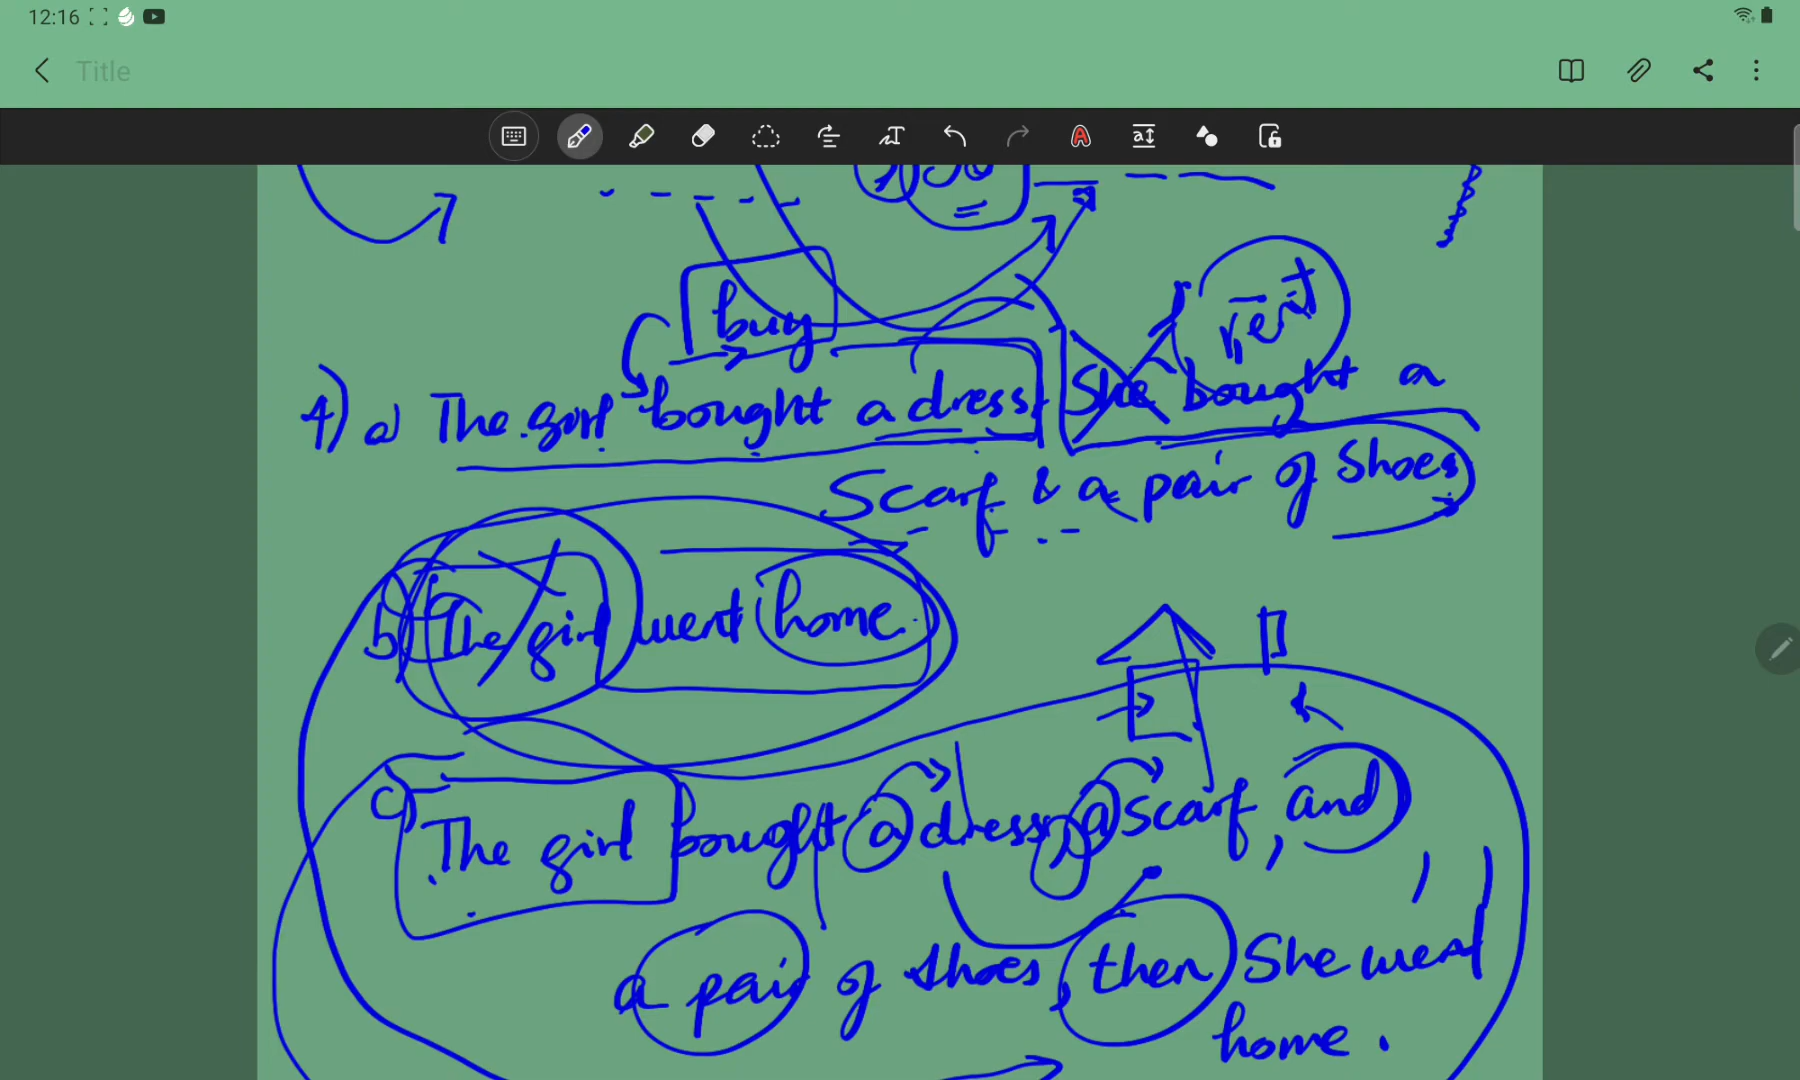 12:16
Title
buy
rent
4) a) The girl bought a dress. She bought a
Scarf & a pair of shoes
b) The girl went home.
c) The girl bought a dress, a scarf, and
a pair of shoes, then She went
home.